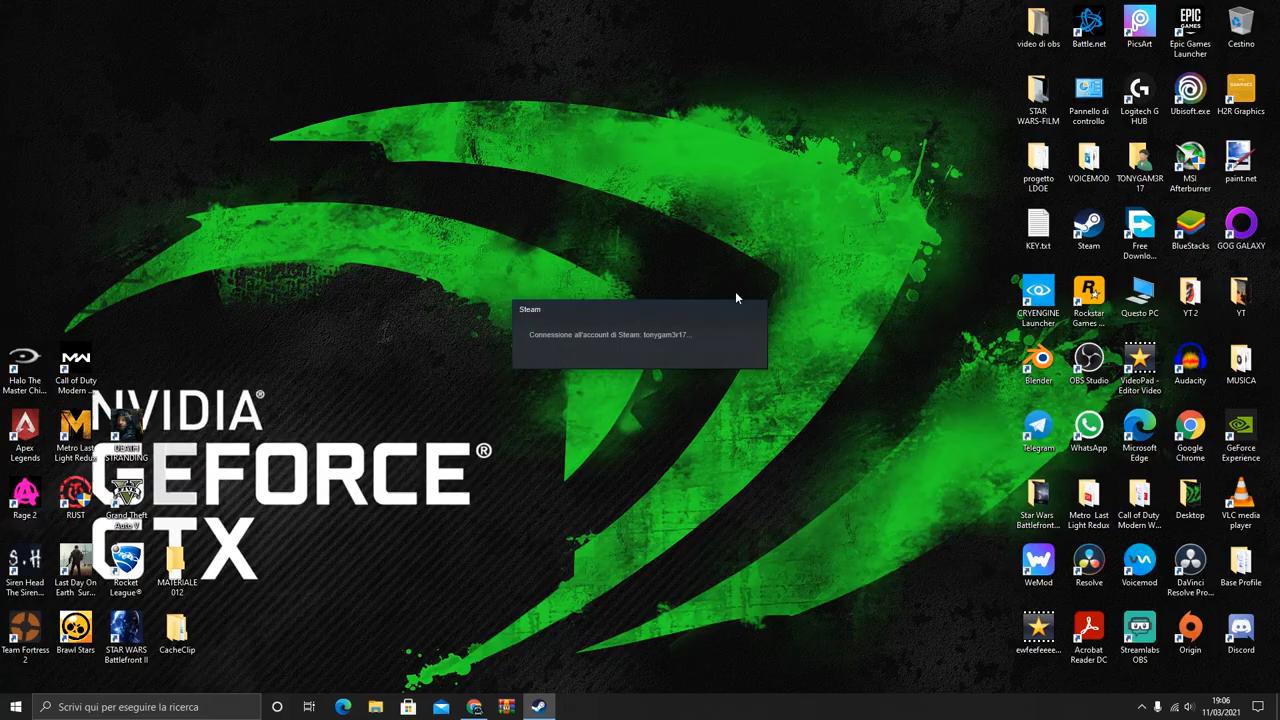 video di obs
Battle.net
PicsArt
Epic Games
Launcher
Cestino
STAR
WARS-FILM
Pannello di
controllo
Logitech G
HUB
Ubisoft.exe
H2R Graphics
progetto
LDOE
VOICEMOD
TONYGAM3R
17
MSI
Afterburner
paint.net
KEY.txt
Steam
Free
Downlo...
BlueStacks
GOG GALAXY
CRYENGINE
Launcher
Rockstar
Games ...
Questo PC
YT 2
YT
Steam
Connessione all'account di Steam: tonygam3r17...
Blender
OBS Studio
VideoPad -
Editor Video
Audacity
MUSICA
Halo The
Master Chi...
Call of Duty
Modern ...
Telegram
WhatsApp
Microsoft
Edge
Google
Chrome
GeForce
Experience
Apex
Legends
Metro Last
Light Redux
DEATH
STRANDING
NVIDIA®
GEFORCE®
GTX
Rage 2
RUST
Grand Theft
Auto V
Star Wars
Battlefront...
Metro Last
Light Redux
Call of Duty
Modern W...
Desktop
VLC media
player
Siren Head
The Siren...
Last Day On
Earth Sur...
Rocket
League®
MATERIALE
012
WeMod
Resolve
Voicemod
DaVinci
Resolve Pro...
Base Profile
Team Fortress
2
Brawl Stars
STAR WARS
Battlefront II
CacheClip
ewfeefeeee...
Acrobat
Reader DC
Streamlabs
OBS
Origin
Discord
Scrivi qui per eseguire la ricerca
19:06
11/03/2021